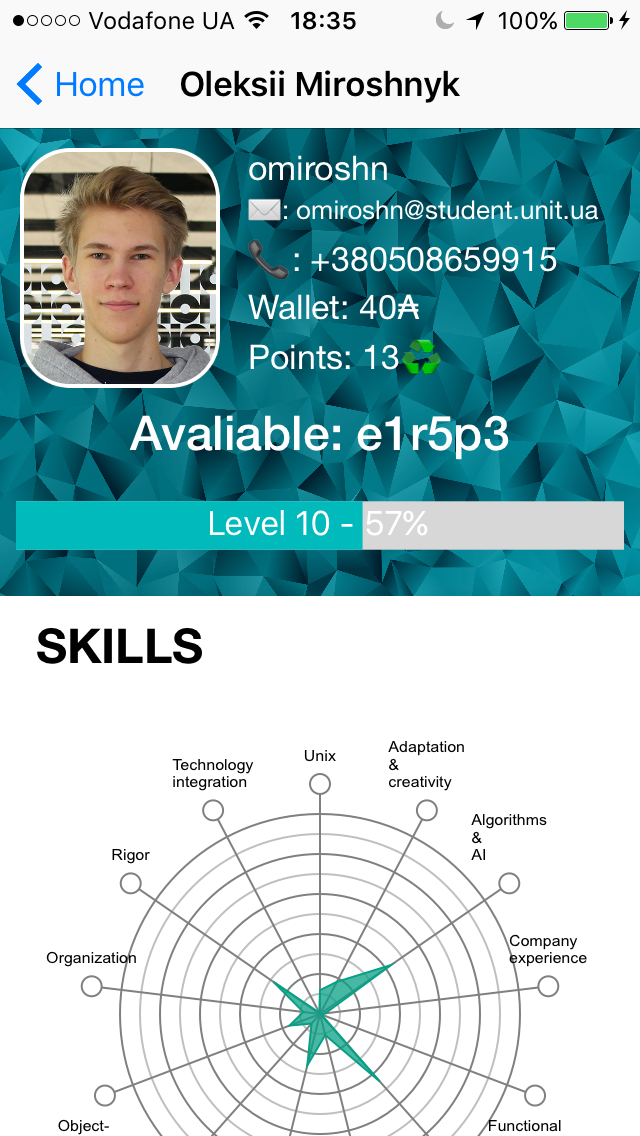 Vodafone UA 18:35 100%
Home Oleksii Miroshnyk
omiroshn
✉️: omiroshn@student.unit.ua
📞: +380508659915
Wallet: 40₳
Points: 13♻️
Avaliable: e1r5p3
Level 10 - 57%
SKILLS
Unix
Adaptation
&
creativity
Technology
integration
Algorithms
&
AI
Rigor
Company
experience
Organization
Object-
Functional